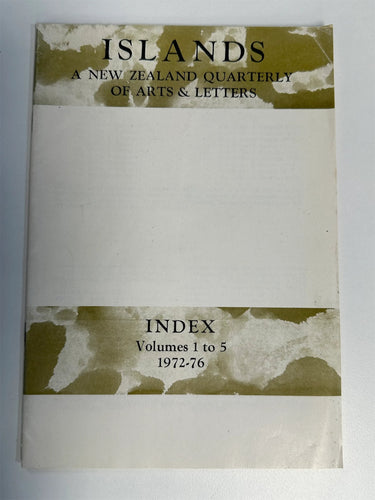 ISLANDS
A NEW ZEALAND QUARTERLY
OF ARTS & LETTERS
INDEX
Volumes 1 to 5
1972-76